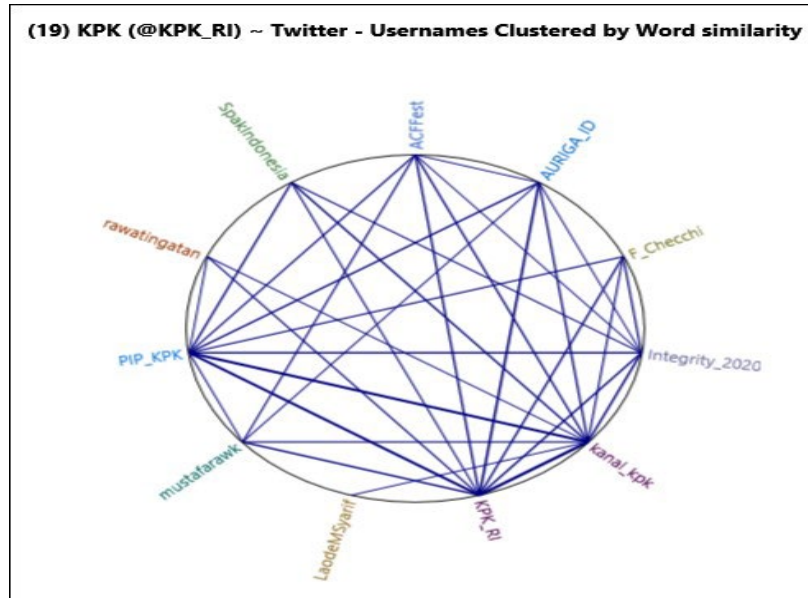 (19) KPK (@KPK_RI) ~ Twitter - Usernames Clustered by Word similarity
ACFFest
SpakIndonesia
AURIGA_ID
rawatingatan
F_Checchi
PIP_KPK
Integrity_2020
mustafarawk
kanal_kpk
LaodeMSyarif
KPK_RI